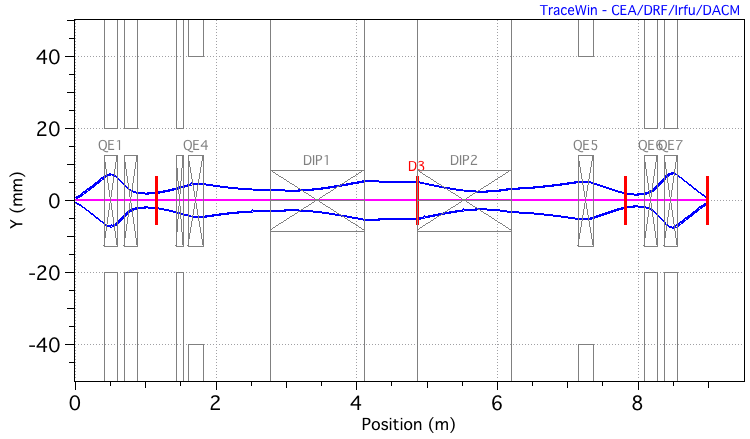 TraceWin - CEA/DRF/Irfu/DACM
40
20
0
-20
-40
Y (mm)
QE1
QE4
DIP1
D3
DIP2
QE5
QE6
QE7
0
2
4
6
8
Position (m)